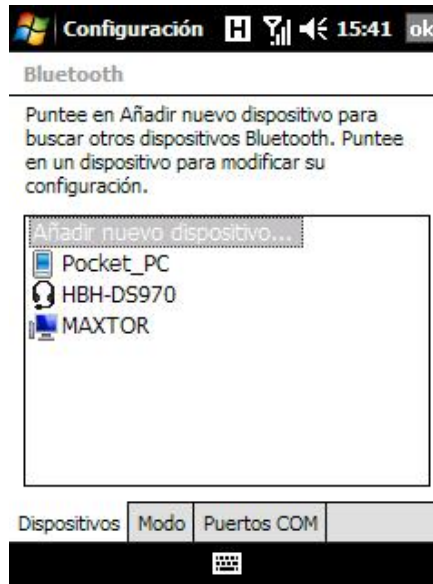 Configuración H 15:41 ok
Bluetooth
Puntee en Añadir nuevo dispositivo para
buscar otros dispositivos Bluetooth. Puntee
en un dispositivo para modificar su
configuración.
Añadir nuevo dispositivo...
Pocket_PC
HBH-DS970
MAXTOR
Dispositivos Modo Puertos COM